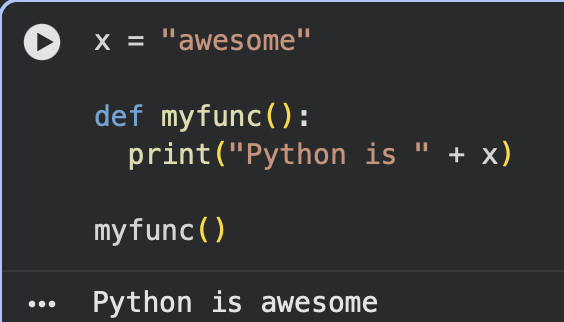 x = "awesome"
def myfunc():
  print("Python is " + x)
myfunc()
Python is awesome